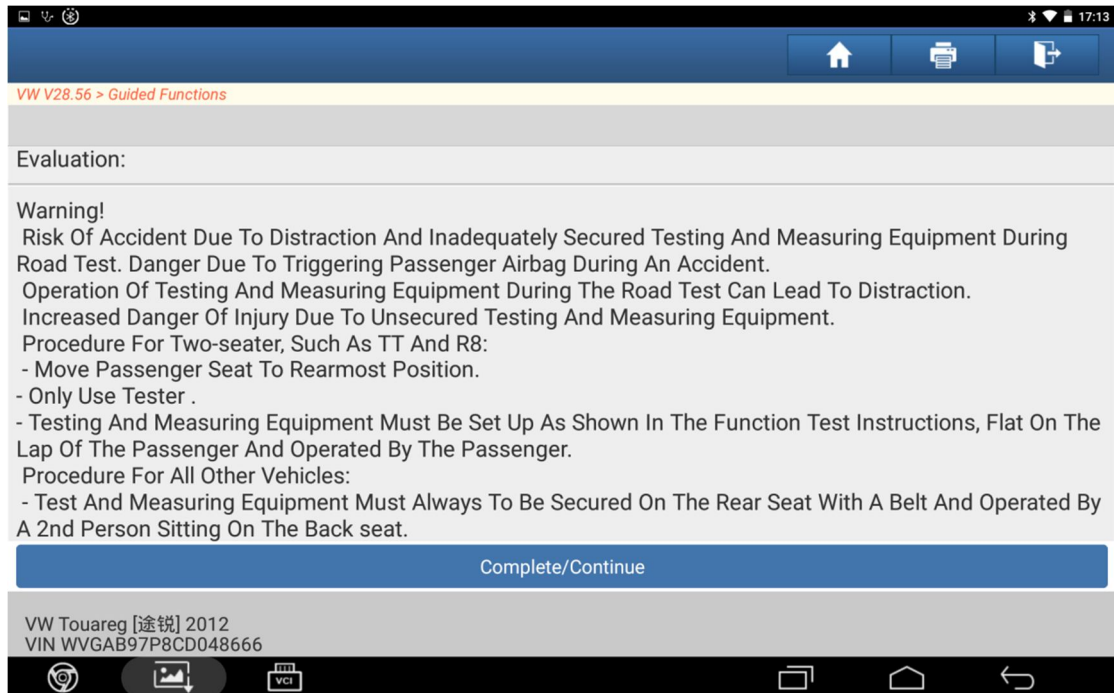 17:13
VW V28.56 > Guided Functions
Evaluation:
Warning!
Risk Of Accident Due To Distraction And Inadequately Secured Testing And Measuring Equipment During
Road Test. Danger Due To Triggering Passenger Airbag During An Accident.
Operation Of Testing And Measuring Equipment During The Road Test Can Lead To Distraction.
Increased Danger Of Injury Due To Unsecured Testing And Measuring Equipment.
Procedure For Two-seater, Such As TT And R8:
- Move Passenger Seat To Rearmost Position.
- Only Use Tester .
- Testing And Measuring Equipment Must Be Set Up As Shown In The Function Test Instructions, Flat On The
Lap Of The Passenger And Operated By The Passenger.
Procedure For All Other Vehicles:
- Test And Measuring Equipment Must Always To Be Secured On The Rear Seat With A Belt And Operated By
A 2nd Person Sitting On The Back seat.
Complete/Continue
VW Touareg [途锐] 2012
VIN WVGAB97P8CD048666
VCI